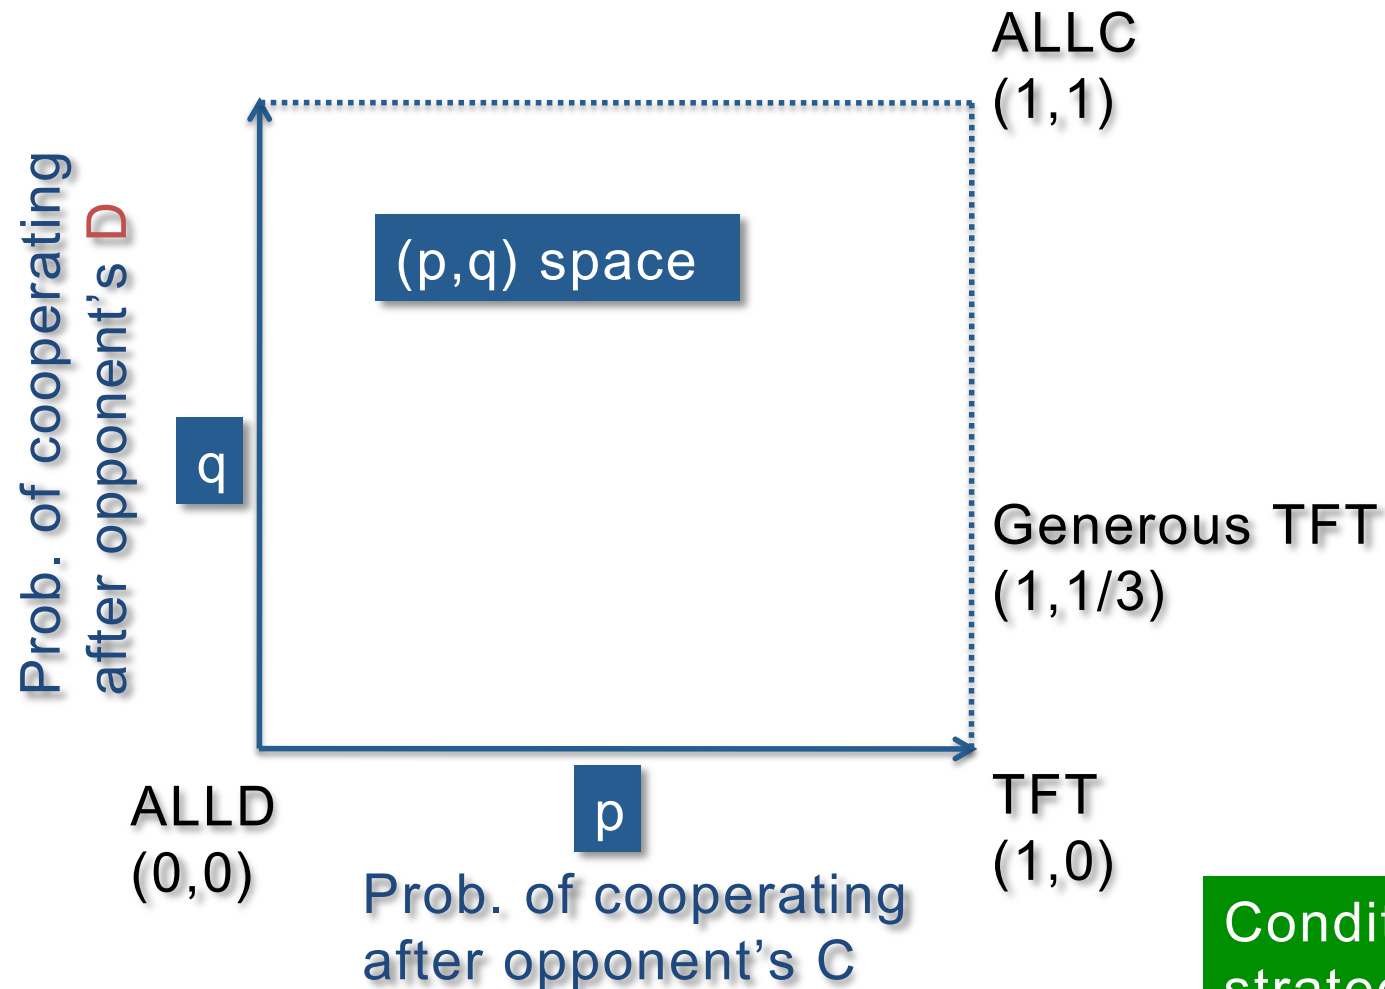 ALLC
(1,1)
Prob. of cooperating
after opponent's D
(p,q) space
q
Generous TFT
(1,1/3)
ALLD
(0,0)
p
TFT
(1,0)
Prob. of cooperating
after opponent's C